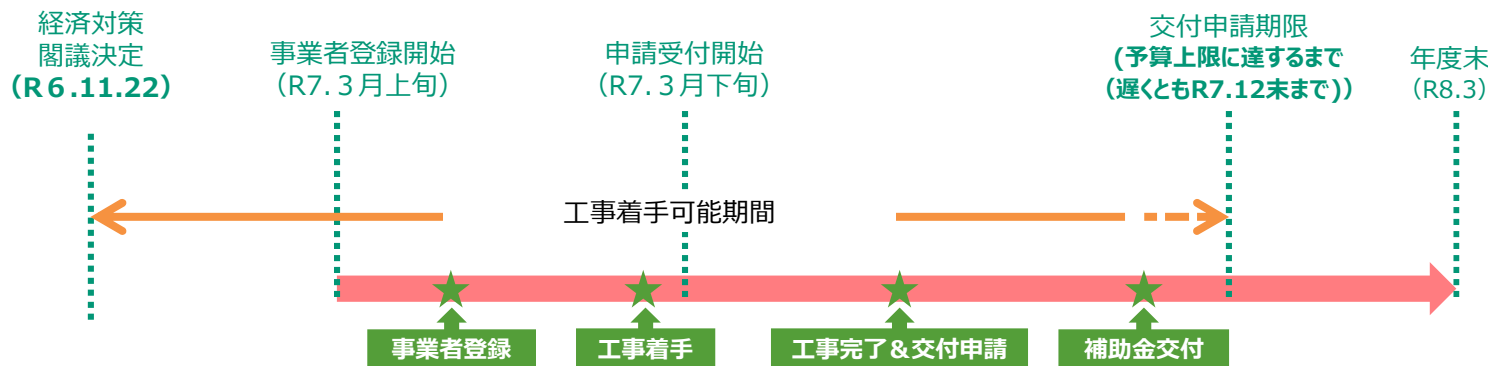 経済対策
閣議決定
（R６.11.22）
事業者登録開始
（R7.３月上旬）
申請受付開始
（R7.３月下旬）
交付申請期限
(予算上限に達するまで
（遅くともR7.12末まで)）
年度末
（R8.3）
工事着手可能期間
事業者登録
工事着手
工事完了＆交付申請
補助金交付